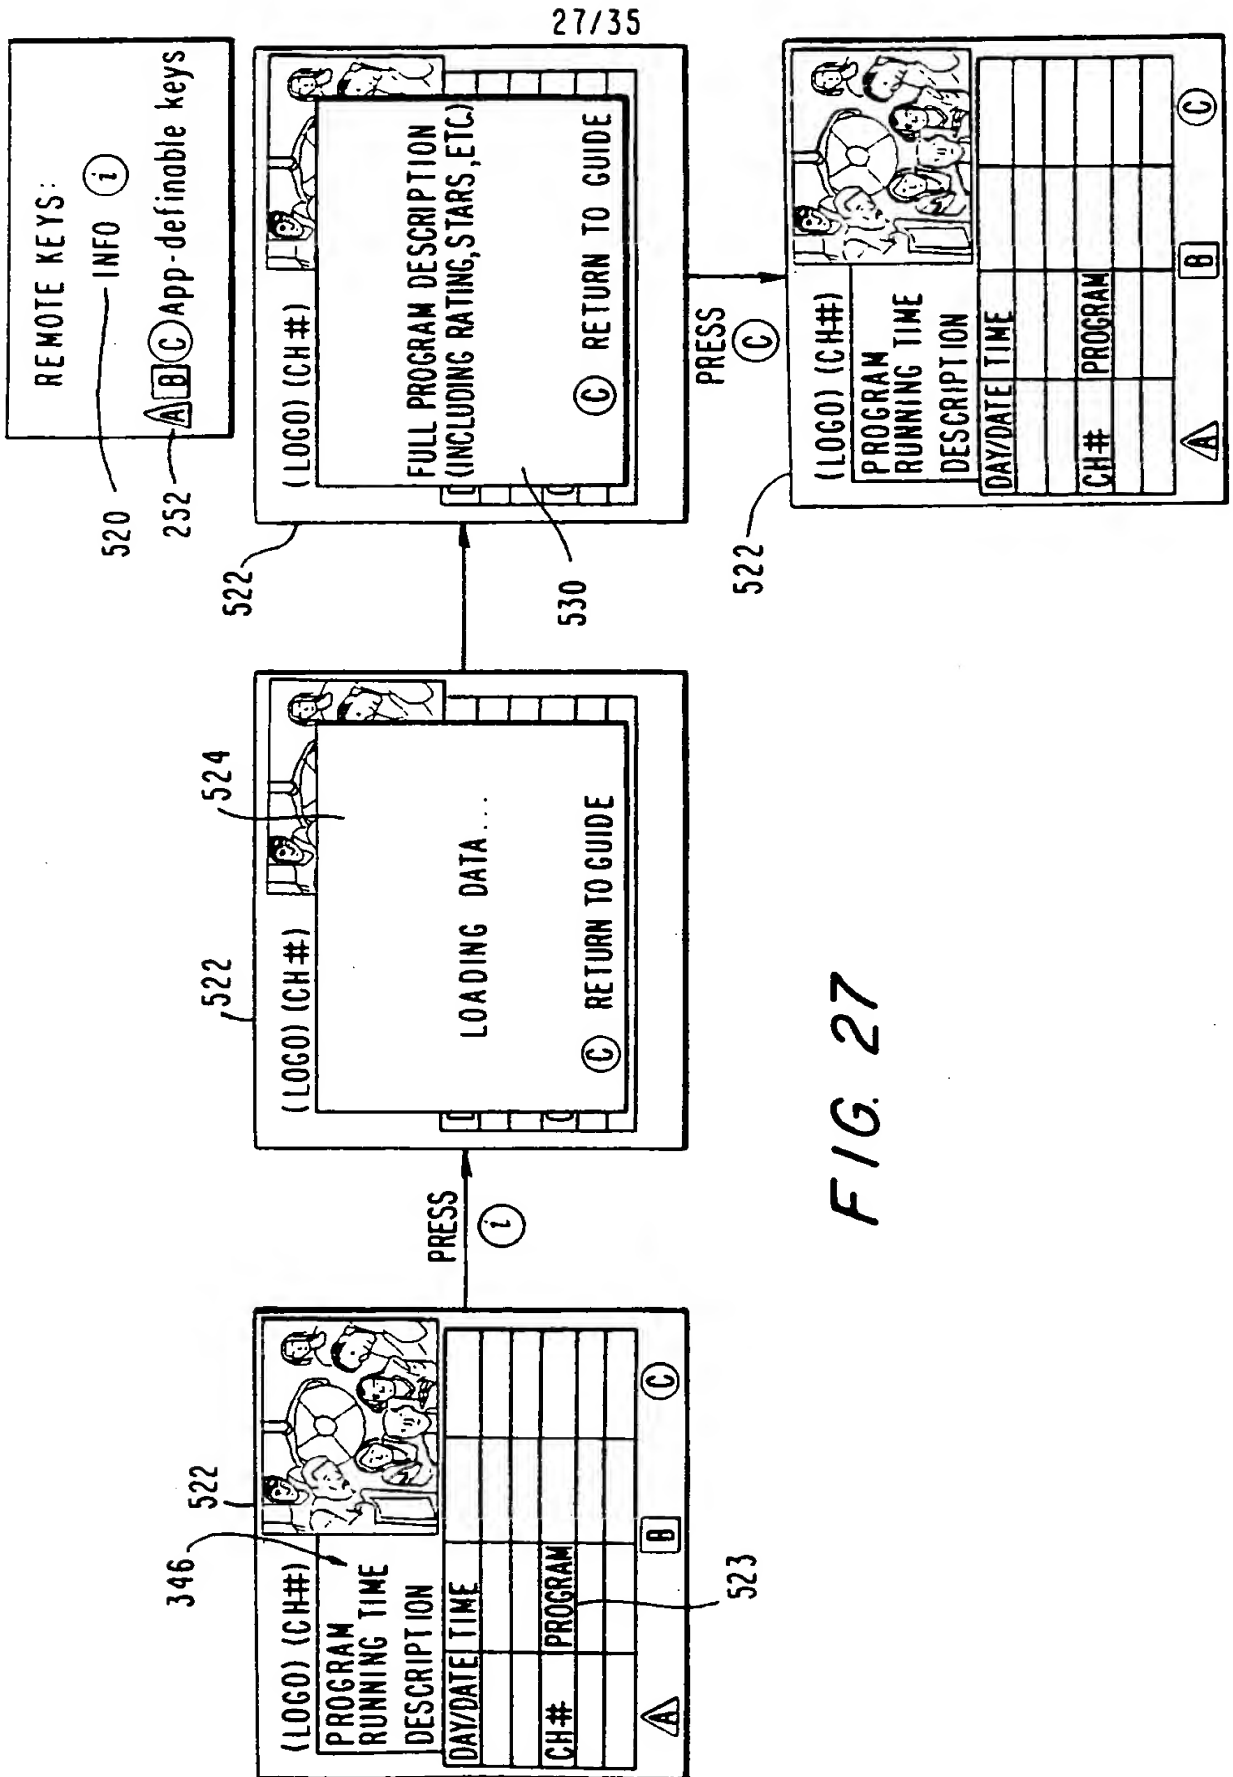 27/35
REMOTE KEYS:
520
INFO i
252
A B C App-definable keys
346
522
(LOGO) (CH#)
PROGRAM
RUNNING TIME
DESCRIPTION
DAY/DATE TIME
CH# PROGRAM
523
A B C
PRESS
i
522
524
(LOGO) (CH#)
LOADING DATA...
C RETURN TO GUIDE
522
(LOGO) (CH#)
FULL PROGRAM DESCRIPTION
(INCLUDING RATING,STARS,ETC.)
C RETURN TO GUIDE
530
PRESS
C
522
(LOGO) (CH#)
PROGRAM
RUNNING TIME
DESCRIPTION
DAY/DATE TIME
CH# PROGRAM
A B C
FIG. 27